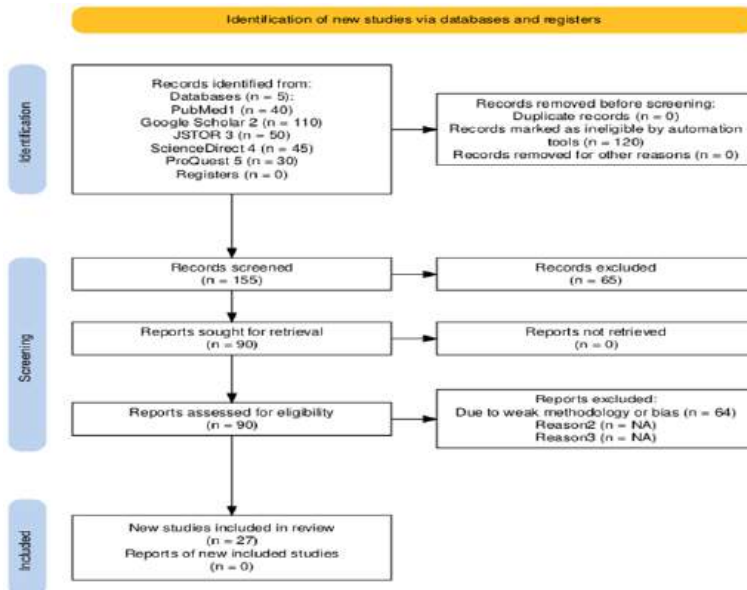 Identification of new studies via databases and registers
Identification
Records identified from:
Databases (n = 5):
PubMed1 (n = 40)
Google Scholar 2 (n = 110)
JSTOR 3 (n = 50)
ScienceDirect 4 (n = 45)
ProQuest 5 (n = 30)
Registers (n = 0)
Records removed before screening:
Duplicate records (n = 0)
Records marked as ineligible by automation
tools (n = 120)
Records removed for other reasons (n = 0)
Screening
Records screened
(n = 155)
Records excluded
(n = 65)
Reports sought for retrieval
(n = 90)
Reports not retrieved
(n = 0)
Reports assessed for eligibility
(n = 90)
Reports excluded:
Due to weak methodology or bias (n = 64)
Reason2 (n = NA)
Reason3 (n = NA)
Included
New studies included in review
(n = 27)
Reports of new included studies
(n = 0)